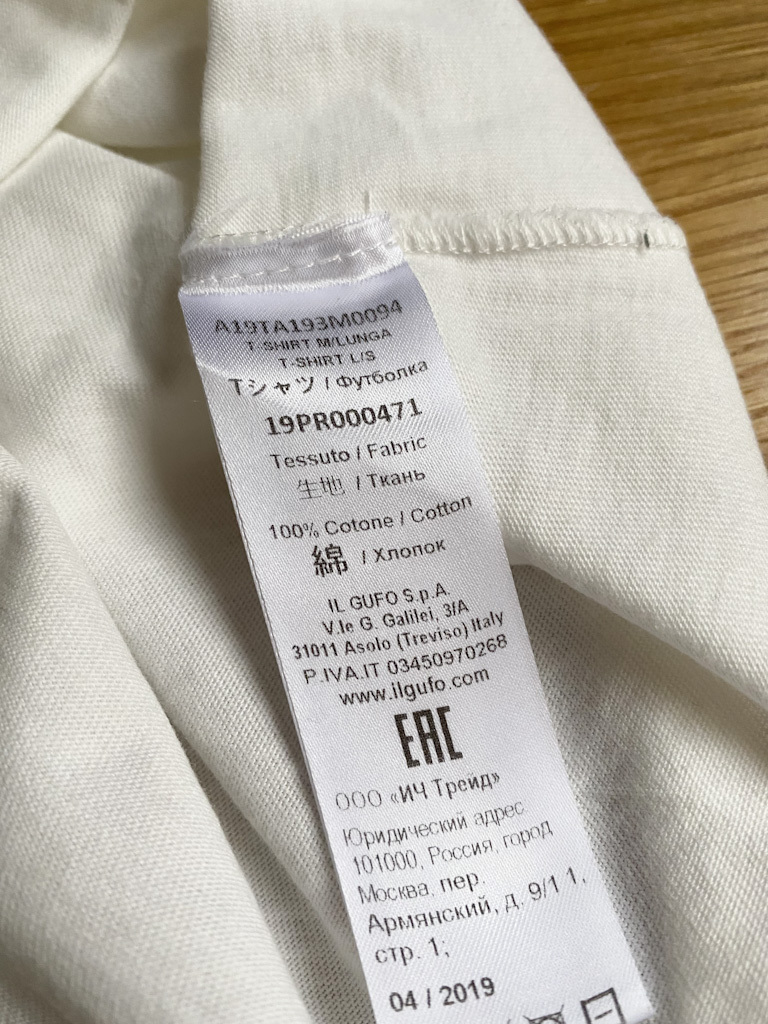 A19TA193M0094
T-SHIRT M/LUNGA
T-SHIRT L/S
Tシャツ / Футболка
19PR000471
Tessuto / Fabric
生地 / Ткань
100% Cotone / Cotton
綿 / Хлопок
IL GUFO S.p.A.
V.le G. Galilei, 3/A
31011 Asolo (Treviso) Italy
P.IVA.IT 03450970268
www.ilgufo.com
EAC
ООО «ИЧ Трейд»
Юридический адрес
101000, Россия, город
Москва, пер.
Армянский, д. 9/1 1,
стр. 1;
04 / 2019